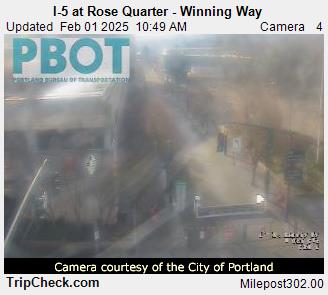 I-5 at Rose Quarter - Winning Way
Updated Feb 01 2025 10:49 AM Camera 4
PBOT
PORTLAND BUREAU OF TRANSPORTATION
Camera courtesy of the City of Portland
TripCheck.com Milepost302.00